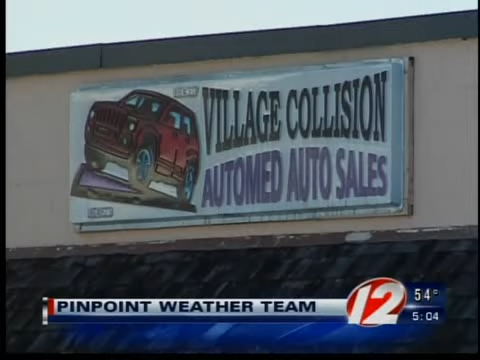 VILLAGE COLLISION
AUTOMED AUTO SALES
PINPOINT WEATHER TEAM
12
54°
5:04